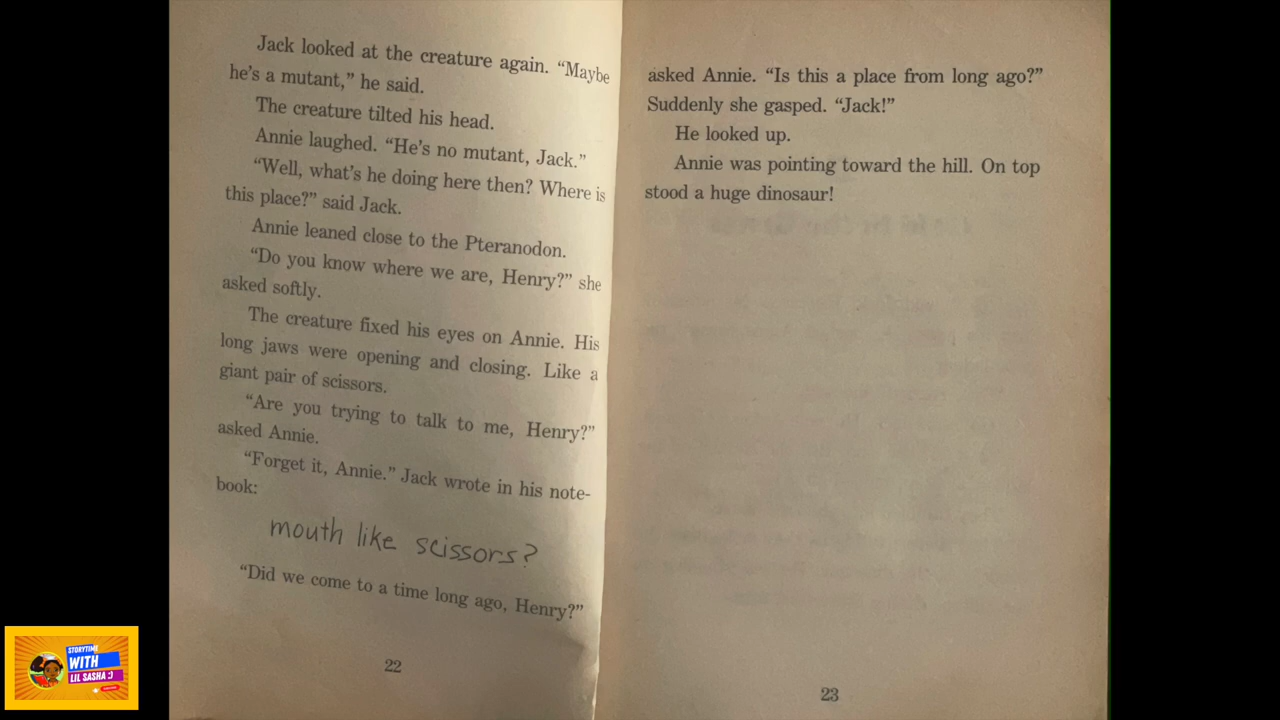 Jack looked at the creature again. “Maybe
he’s a mutant,” he said.
The creature tilted his head.
Annie laughed. “He’s no mutant, Jack.”
“Well, what’s he doing here then? Where is
this place?” said Jack.
Annie leaned close to the Pteranodon.
“Do you know where we are, Henry?” she
asked softly.
The creature fixed his eyes on Annie. His
long jaws were opening and closing. Like a
giant pair of scissors.
“Are you trying to talk to me, Henry?”
asked Annie.
“Forget it, Annie.” Jack wrote in his note-
book:
mouth like scissors?
“Did we come to a time long ago, Henry?”
22
asked Annie. “Is this a place from long ago?”
Suddenly she gasped. “Jack!”
He looked up.
Annie was pointing toward the hill. On top
stood a huge dinosaur!
23
STORYTIME
WITH
LIL SASHA :)